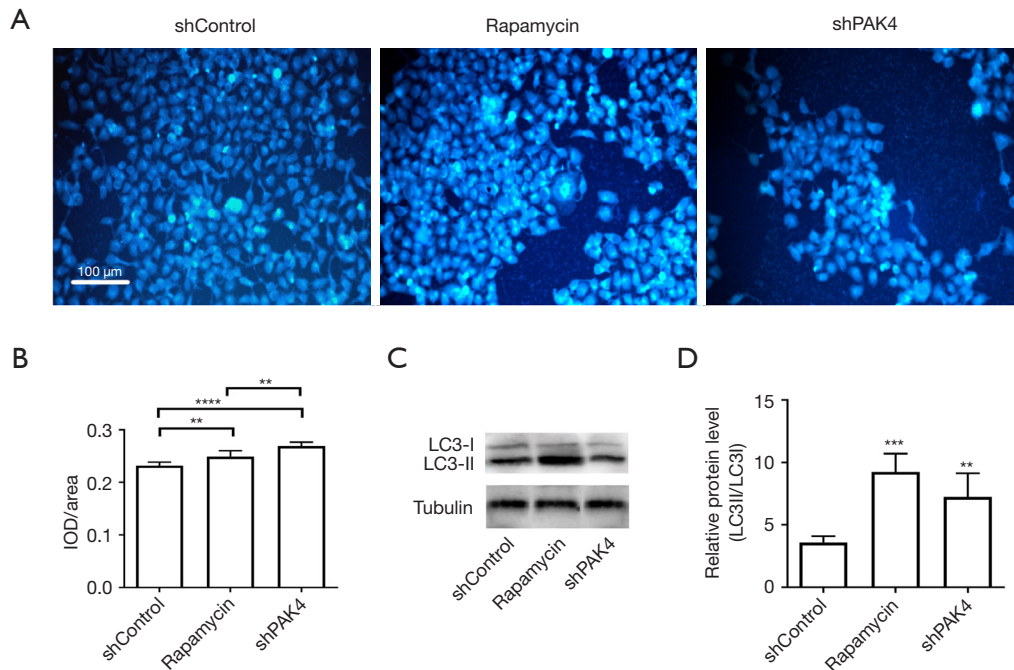 A
shControl
Rapamycin
shPAK4
100 µm
B
**
****
**
0.3
0.2
0.1
0.0
IOD/area
shControl
Rapamycin
shPAK4
C
LC3-I
LC3-II
Tubulin
shControl
Rapamycin
shPAK4
D
15
10
5
0
Relative protein level
(LC3II/LC3I)
***
**
shControl
Rapamycin
shPAK4